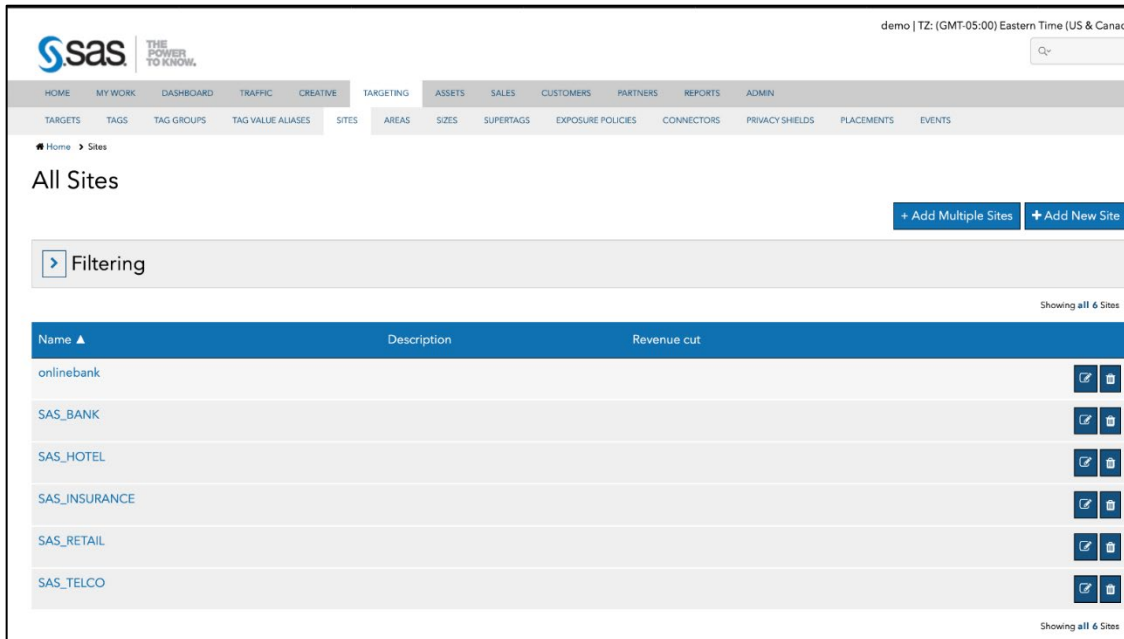 demo | TZ: (GMT-05:00) Eastern Time (US & Canad
sas THE POWER TO KNOW.
HOME MY WORK DASHBOARD TRAFFIC CREATIVE TARGETING ASSETS SALES CUSTOMERS PARTNERS REPORTS ADMIN
TARGETS TAGS TAG GROUPS TAG VALUE ALIASES SITES AREAS SIZES SUPERTAGS EXPOSURE POLICIES CONNECTORS PRIVACY SHIELDS PLACEMENTS EVENTS
Home > Sites
All Sites
+ Add Multiple Sites + Add New Site
> Filtering
Showing all 6 Sites
Name ▲ Description Revenue cut
onlinebank
SAS_BANK
SAS_HOTEL
SAS_INSURANCE
SAS_RETAIL
SAS_TELCO
Showing all 6 Sites